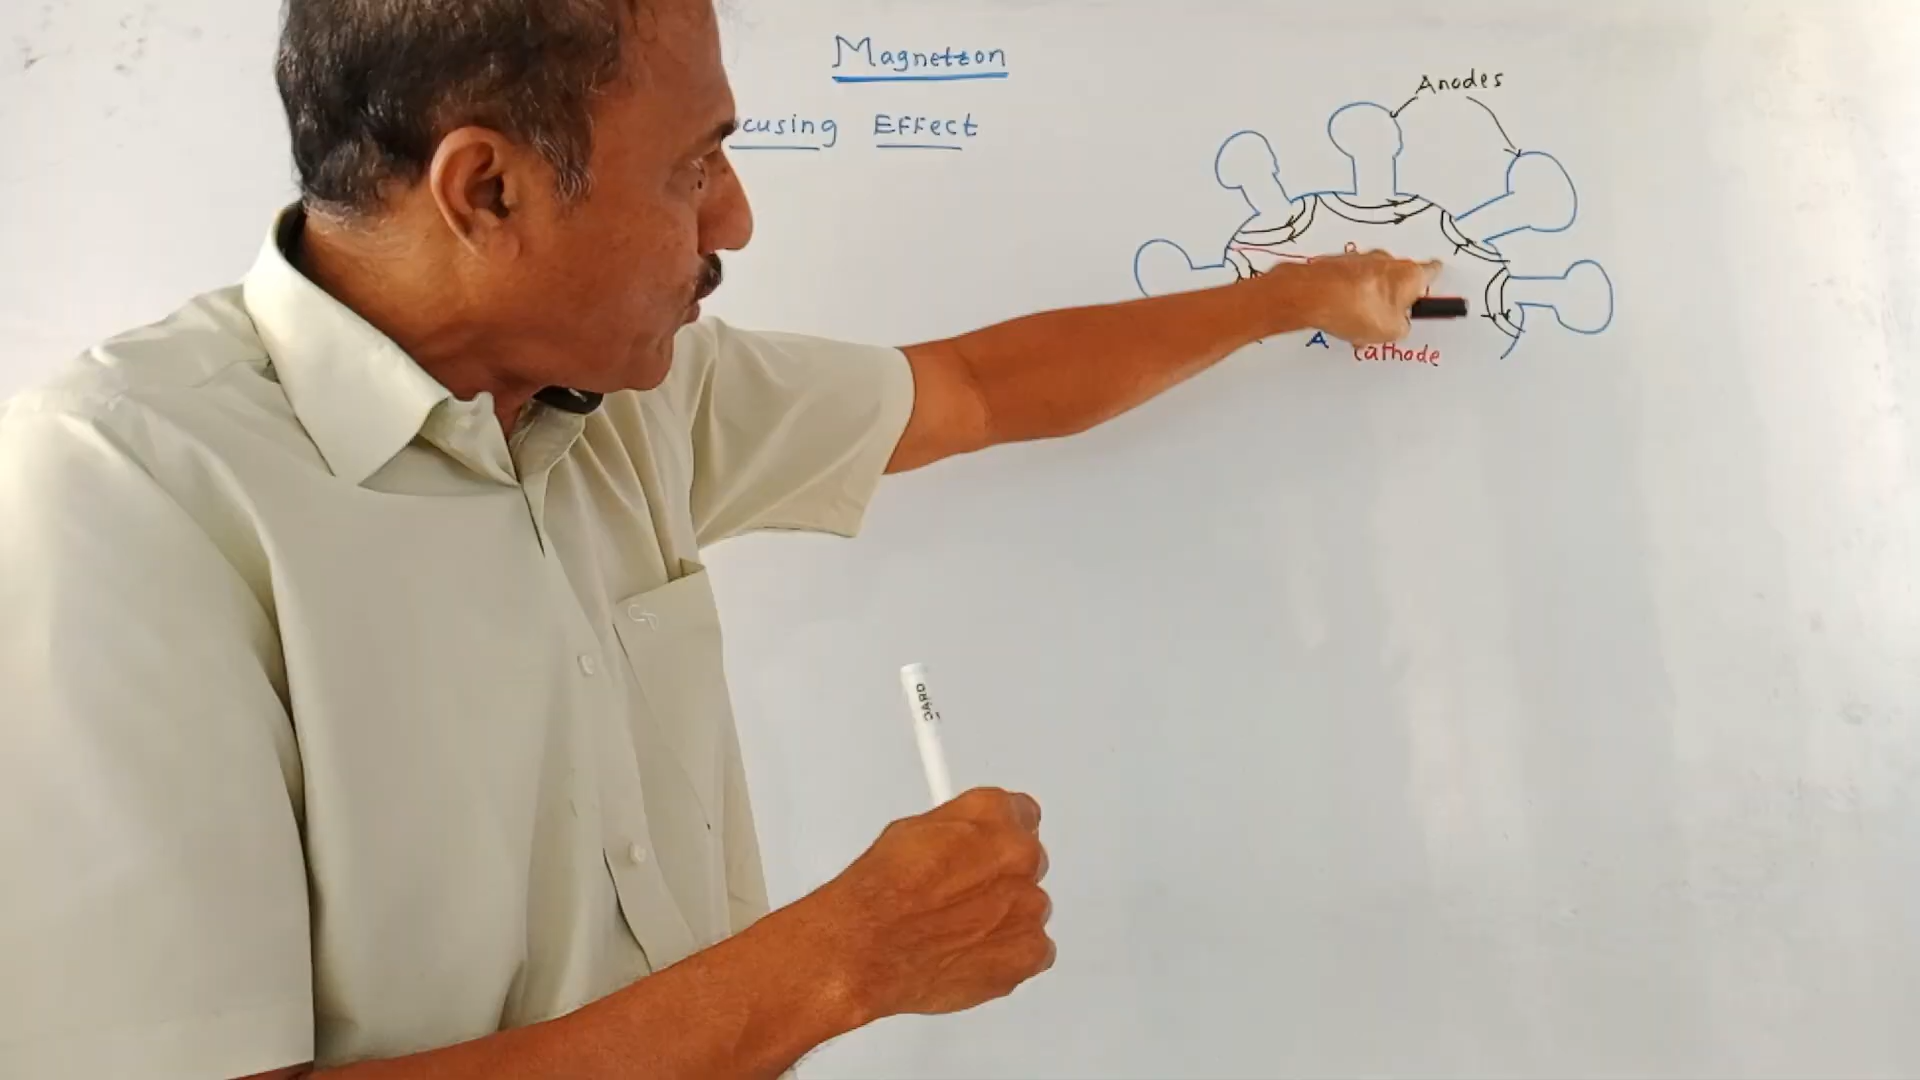 Magnetron
cusing Effect
Anodes
B
A
Cathode